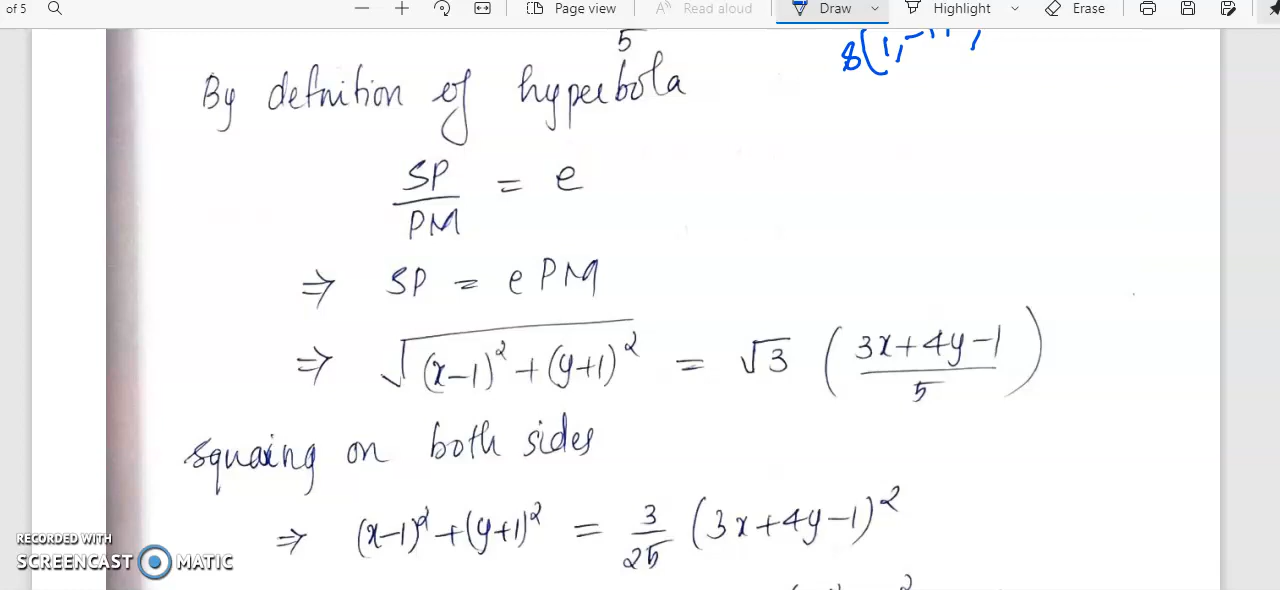 of 5 Page view Read aloud Draw Highlight Erase
5
By defnition of hyperbola
SP/PM = e
⇒ SP = e PM
⇒ √((x-1)² + (y+1)²) = √3 ((3x+4y-1)/5)
squaring on both sides
⇒ (x-1)² + (y+1)² = 3/25 (3x+4y-1)²
RECORDED WITH
SCREENCAST MATIC